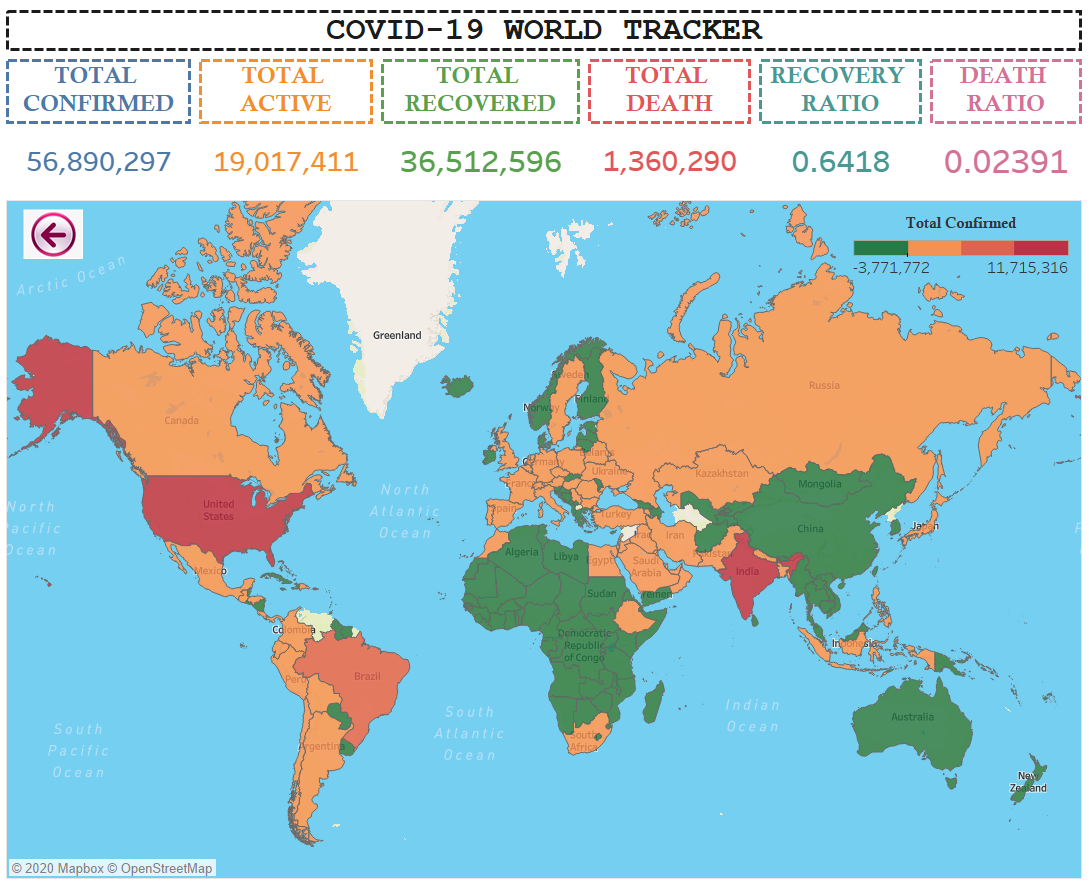 COVID-19 WORLD TRACKER
TOTAL CONFIRMED
TOTAL ACTIVE
TOTAL RECOVERED
TOTAL DEATH
RECOVERY RATIO
DEATH RATIO
56,890,297
19,017,411
36,512,596
1,360,290
0.6418
0.02391
Total Confirmed
-3,771,772
11,715,316
Arctic Ocean
Greenland
Sweden
Norway
Finland
Russia
Canada
Belarus
Germany
Ukraine
France
Kazakhstan
Mongolia
North Pacific Ocean
United States
North Atlantic Ocean
Spain
Turkey
China
Japan
Iraq
Iran
Algeria
Libya
Egypt
Saudi Arabia
Pakistan
India
Mexico
Sudan
Yemen
Colombia
Democratic Republic of Congo
Indonesia
Peru
Brazil
South Pacific Ocean
South Atlantic Ocean
Indian Ocean
Australia
Argentina
South Africa
New Zealand
© 2020 Mapbox © OpenStreetMap